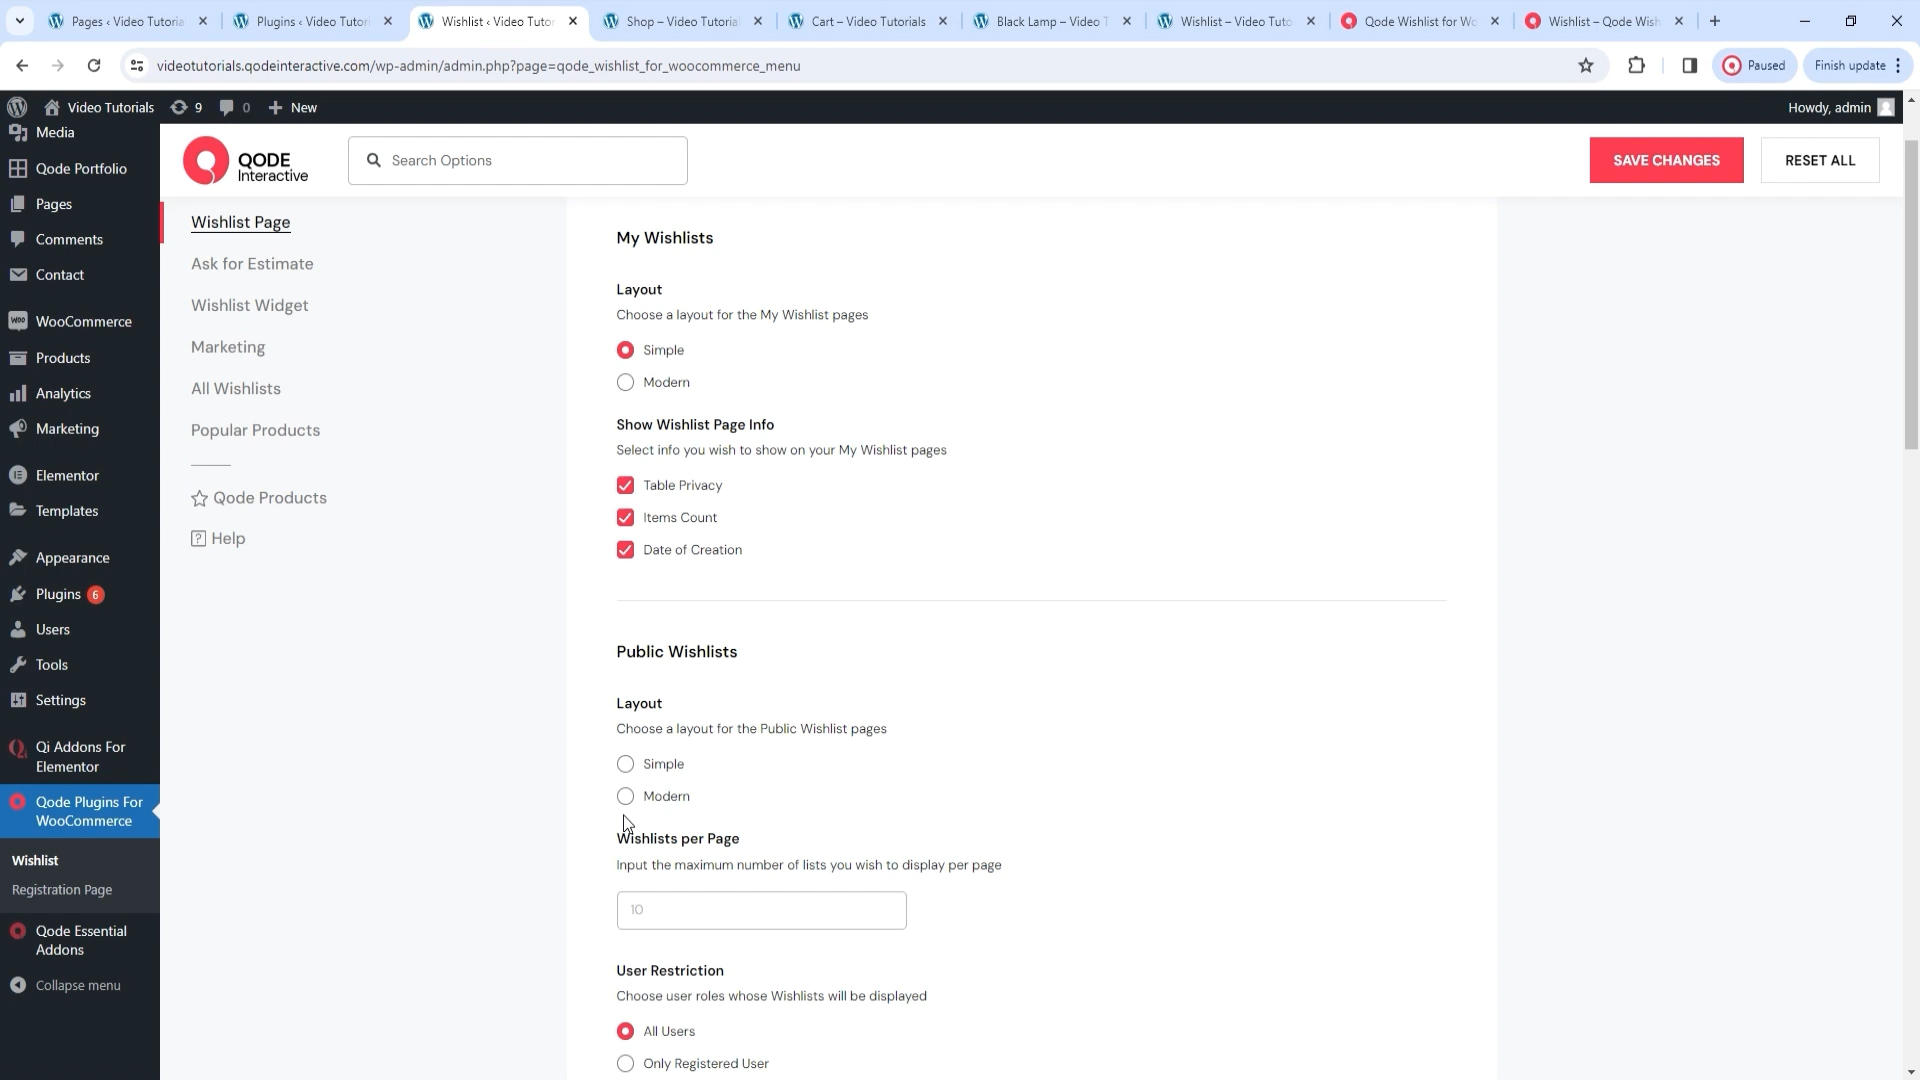 Pages ‹ Video Tutoria
Plugins ‹ Video Tutori
Wishlist ‹ Video Tutor
Shop – Video Tutoria
Cart – Video Tutorials
Black Lamp – Video T
Wishlist – Video Tuto
Qode Wishlist for Wo
Wishlist – Qode Wish
videotutorials.qodeinteractive.com/wp-admin/admin.php?page=qode_wishlist_for_woocommerce_menu
Paused
Finish update
Video Tutorials
9
0
New
Howdy, admin
Media
Qode Portfolio
Pages
Comments
Contact
WooCommerce
Products
Analytics
Marketing
Elementor
Templates
Appearance
Plugins 6
Users
Tools
Settings
Qi Addons For
Elementor
Qode Plugins For
WooCommerce
Wishlist
Registration Page
Qode Essential
Addons
Collapse menu
QODE
Interactive
Search Options
SAVE CHANGES
RESET ALL
Wishlist Page
Ask for Estimate
Wishlist Widget
Marketing
All Wishlists
Popular Products
Qode Products
Help
My Wishlists
Layout
Choose a layout for the My Wishlist pages
Simple
Modern
Show Wishlist Page Info
Select info you wish to show on your My Wishlist pages
Table Privacy
Items Count
Date of Creation
Public Wishlists
Layout
Choose a layout for the Public Wishlist pages
Simple
Modern
Wishlists per Page
Input the maximum number of lists you wish to display per page
10
User Restriction
Choose user roles whose Wishlists will be displayed
All Users
Only Registered User